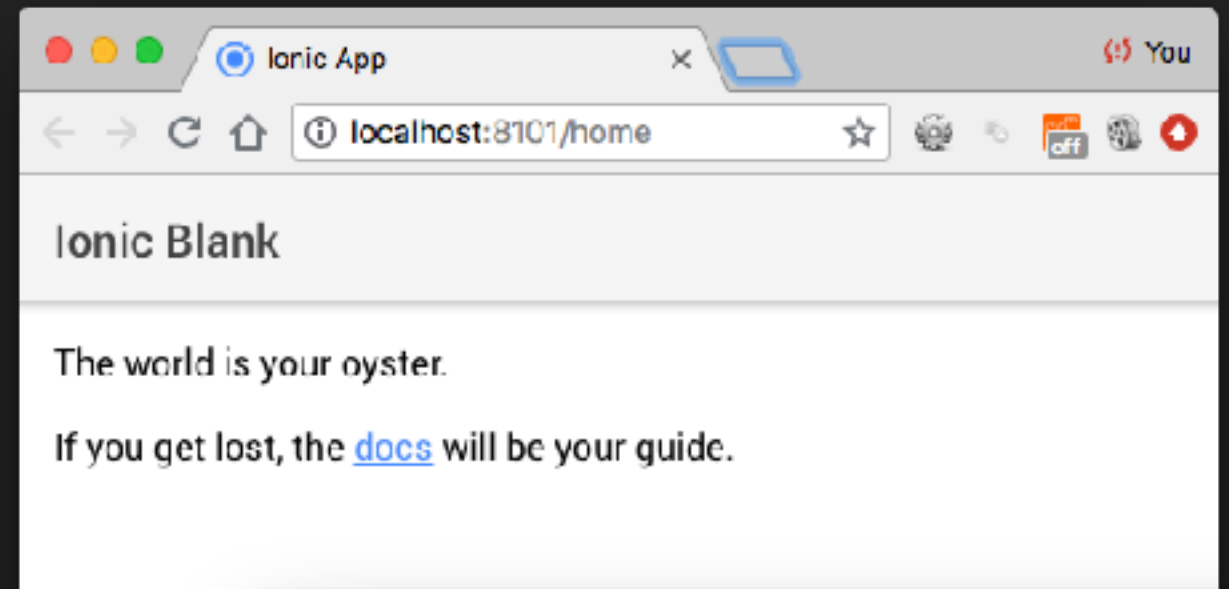 Ionic App
You
localhost:8101/home
off
Ionic Blank
The world is your oyster.
If you get lost, the docs will be your guide.